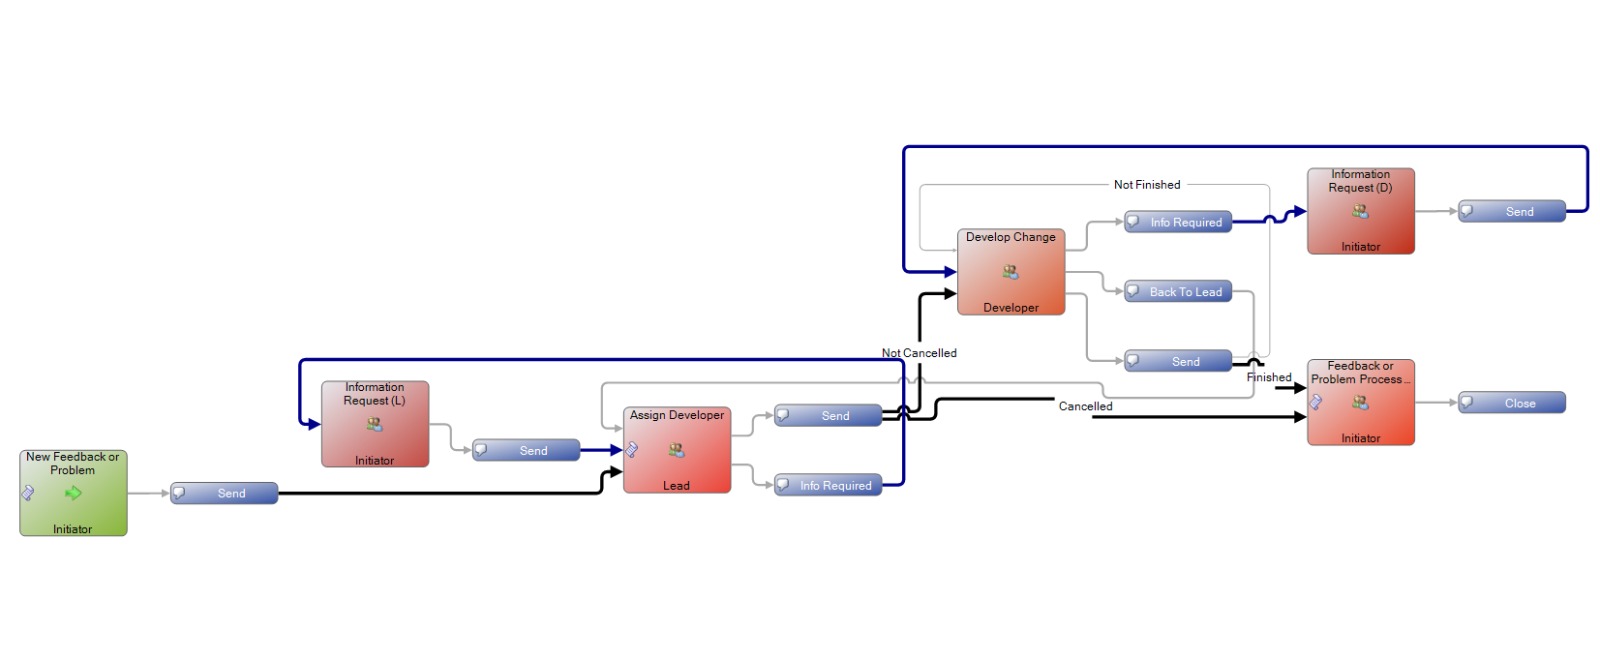 New Feedback or
Problem
Initiator
Send
Information
Request (L)
Initiator
Send
Assign Developer
Lead
Send
Info Required
Not Cancelled
Cancelled
Develop Change
Developer
Not Finished
Info Required
Back To Lead
Send
Finished
Information
Request (D)
Initiator
Send
Feedback or
Problem Process...
Initiator
Close